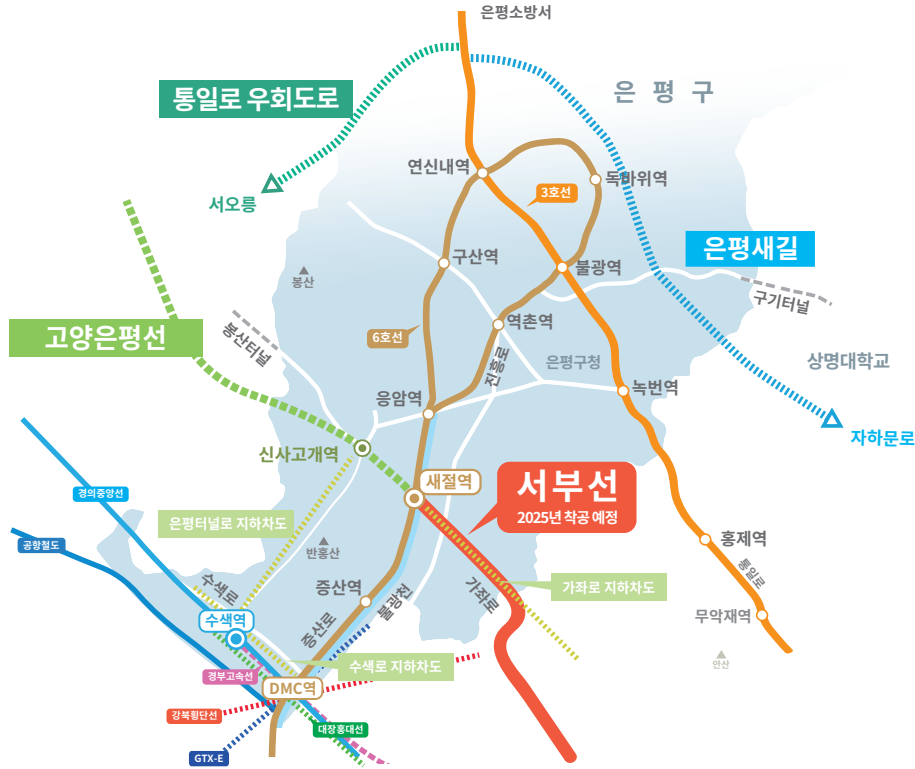 은평소방서
은 평 구
통일로 우회도로
연신내역
독바위역
3호선
서오릉
은평새길
구산역
불광역
봉산
구기터널
역촌역
고양은평선
봉산터널
6호선
진흥로
은평구청
상명대학교
녹번역
응암역
자하문로
신사고개역
새절역
서부선
2025년 착공 예정
경의중앙선
은평터널로 지하차도
공항철도
반홍산
홍제역
통일로
수색로
증산역
불광천
가좌로
가좌로 지하차도
수색역
증산로
무악재역
안산
수색로 지하차도
경부고속선
DMC역
강북횡단선
대장홍대선
GTX-E